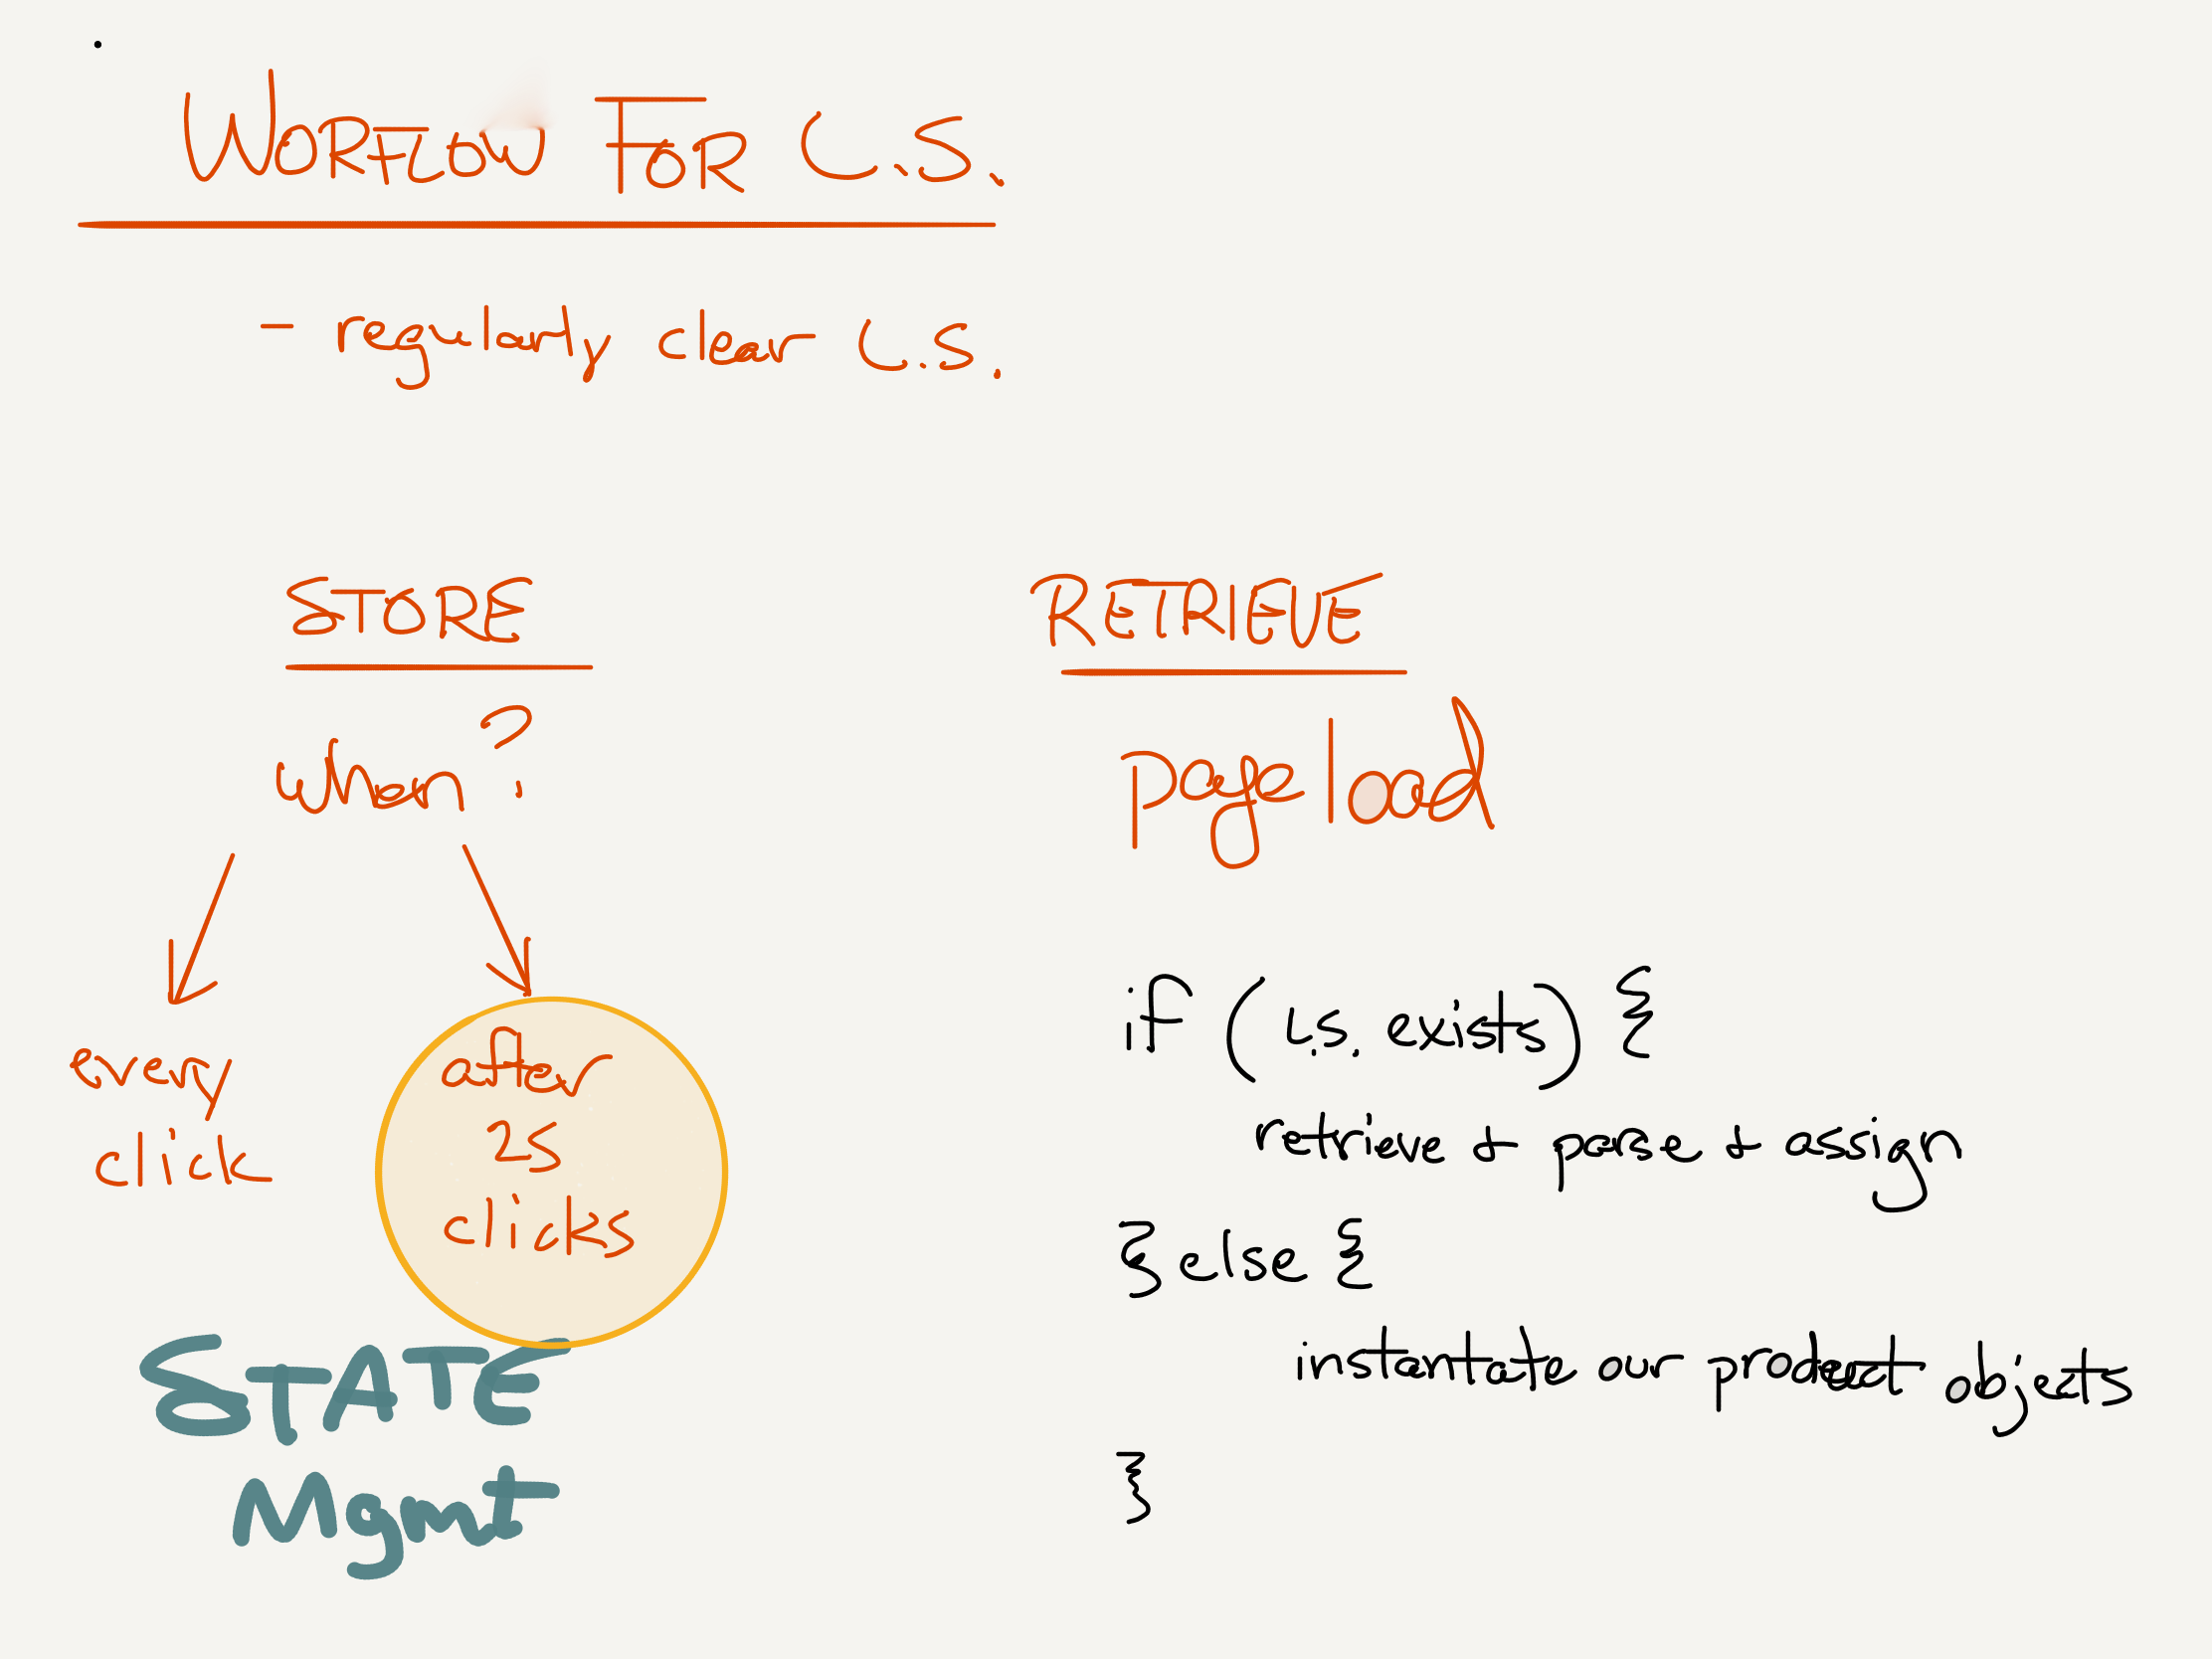 WORFLOW FOR L.S.
- regularly clear L.S.
STORE
when?
every
click
after
25
clicks
STATE
Mgmt
RETRIEVE
page load
if (L.S. exists) {
retrieve + parse + assign
} else {
instantate our product objects
}